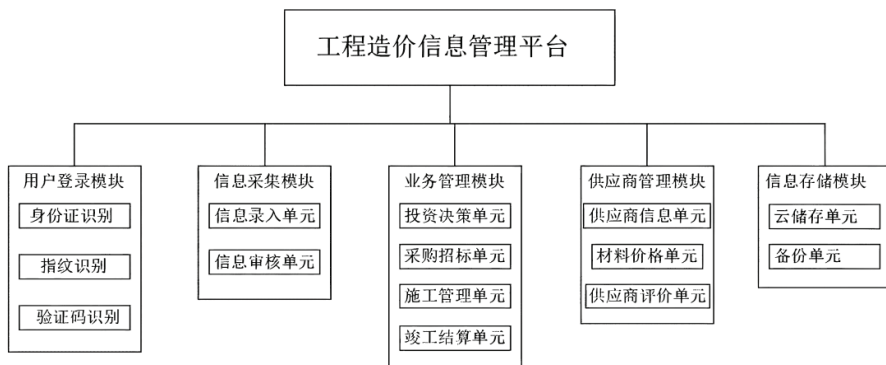 工程造价信息管理平台
用户登录模块
身份证识别
指纹识别
验证码识别
信息采集模块
信息录入单元
信息审核单元
业务管理模块
投资决策单元
采购招标单元
施工管理单元
竣工结算单元
供应商管理模块
供应商信息单元
材料价格单元
供应商评价单元
信息存储模块
云储存单元
备份单元